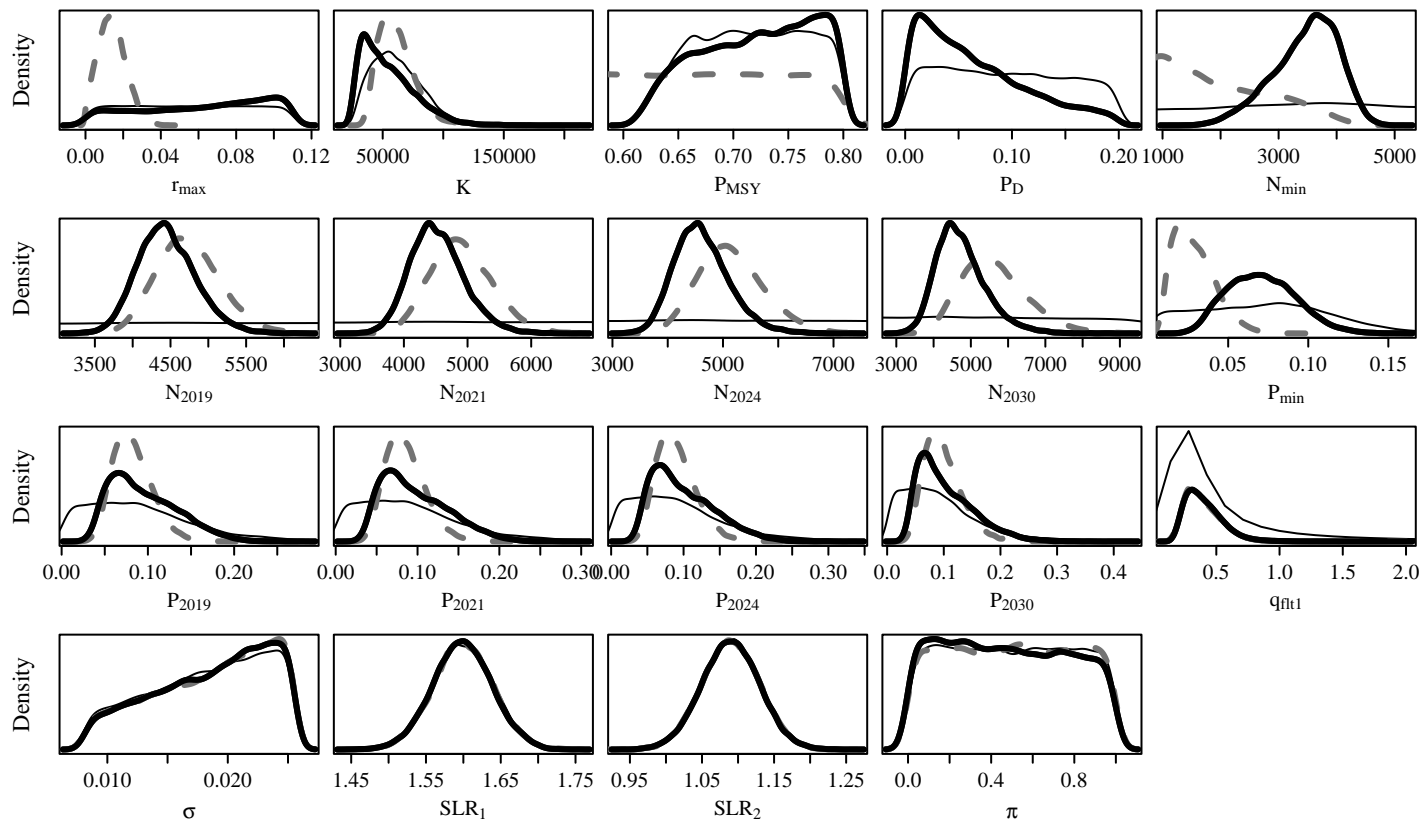 Density
0.00 0.04 0.08 0.12
r_max
50000 150000
K
0.60 0.65 0.70 0.75 0.80
P_MSY
0.00 0.10 0.20
P_D
1000 3000 5000
N_min
Density
3500 4500 5500
N_2019
3000 4000 5000 6000
N_2021
3000 5000 7000
N_2024
3000 5000 7000 9000
N_2030
0.05 0.10 0.15
P_min
Density
0.00 0.10 0.20
P_2019
0.00 0.10 0.20 0.30
P_2021
0.00 0.10 0.20 0.30
P_2024
0.0 0.1 0.2 0.3 0.4
P_2030
0.5 1.0 1.5 2.0
q_flt1
Density
0.010 0.020
σ
1.45 1.55 1.65 1.75
SLR_1
0.95 1.05 1.15 1.25
SLR_2
0.0 0.4 0.8
π